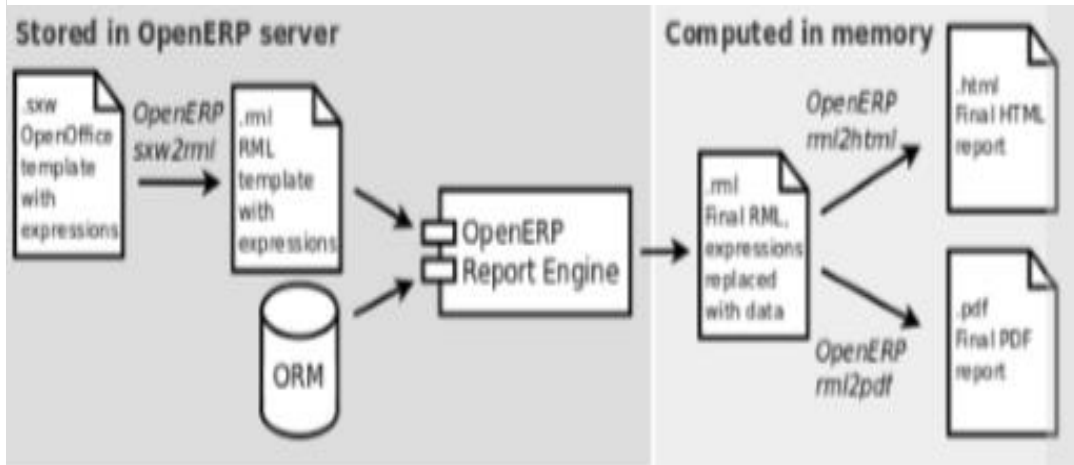 Stored in OpenERP server
.sxw
OpenOffice
template
with
expressions
OpenERP
sxw2rml
.rml
RML
template
with
expressions
ORM
OpenERP
Report Engine
Computed in memory
.rml
Final RML,
expressions
replaced
with data
OpenERP
rml2html
.html
Final HTML
report
OpenERP
rml2pdf
.pdf
Final PDF
report